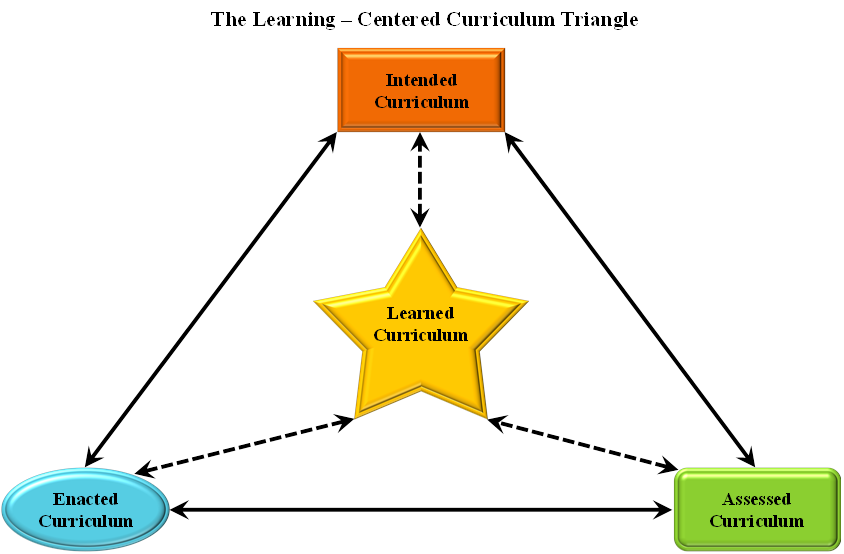 The Learning – Centered Curriculum Triangle
Intended
Curriculum
Learned
Curriculum
Enacted
Curriculum
Assessed
Curriculum